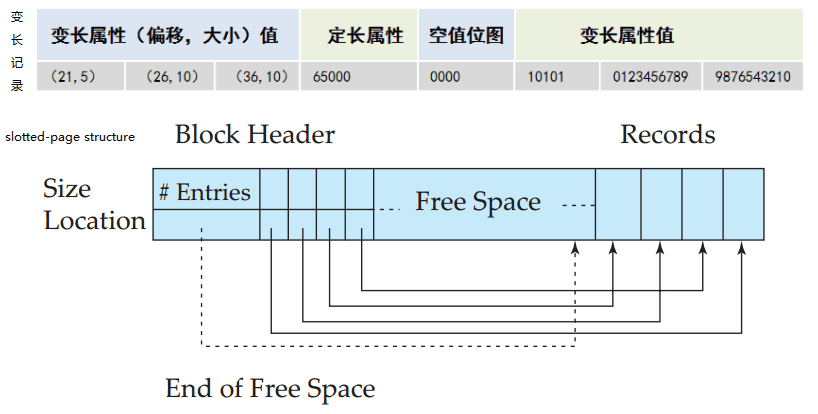 变长记录
变长属性（偏移，大小）值 定长属性 空值位图 变长属性值
（21,5） （26,10） （36,10） 65000 0000 10101 0123456789 9876543210
slotted-page structure
Block Header Records
Size
Location
# Entries
Free Space
End of Free Space